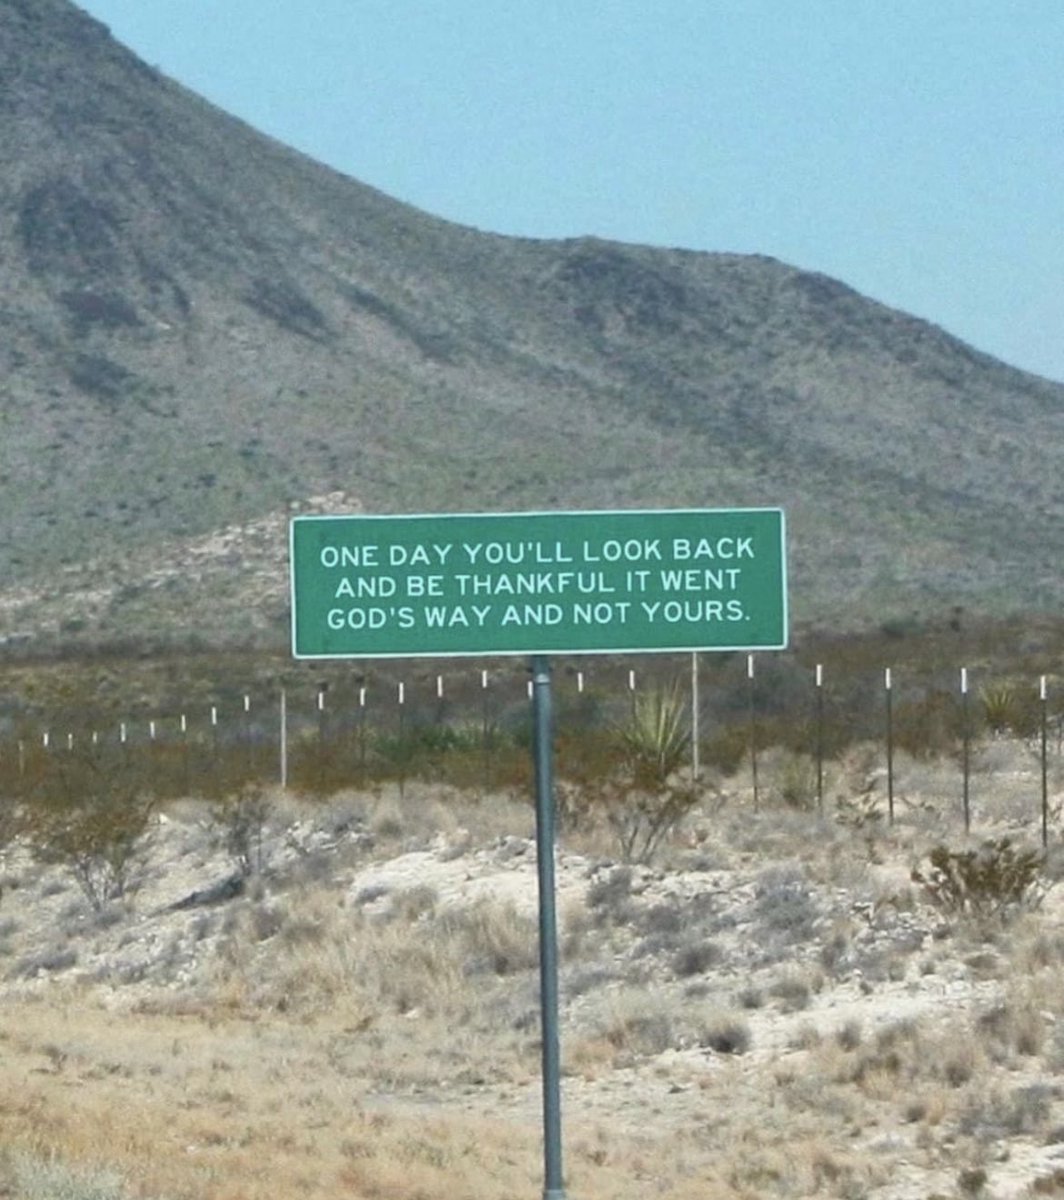 ONE DAY YOU'LL LOOK BACK
AND BE THANKFUL IT WENT
GOD'S WAY AND NOT YOURS.